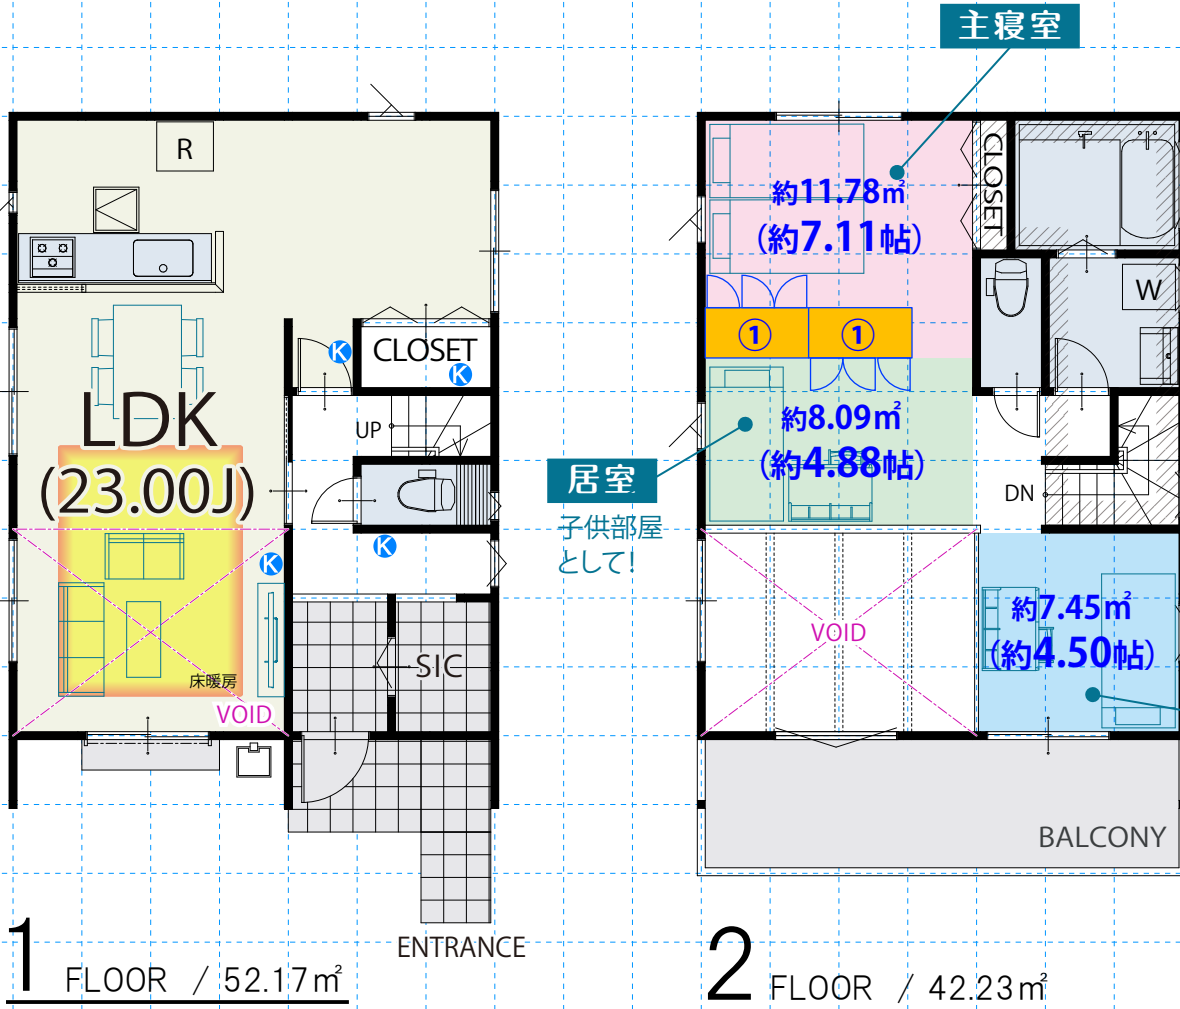 主寝室
R
CLOSET
約11.78㎡
(約7.11帖)
W
①
①
CLOSET
Ⓚ
Ⓚ
LDK
(23.00J)
UP
約8.09㎡
(約4.88帖)
居室
子供部屋
として!
DN
Ⓚ
Ⓚ
VOID
約7.45㎡
(約4.50帖)
SIC
床暖房
VOID
BALCONY
ENTRANCE
1 FLOOR / 52.17㎡
2 FLOOR / 42.23㎡